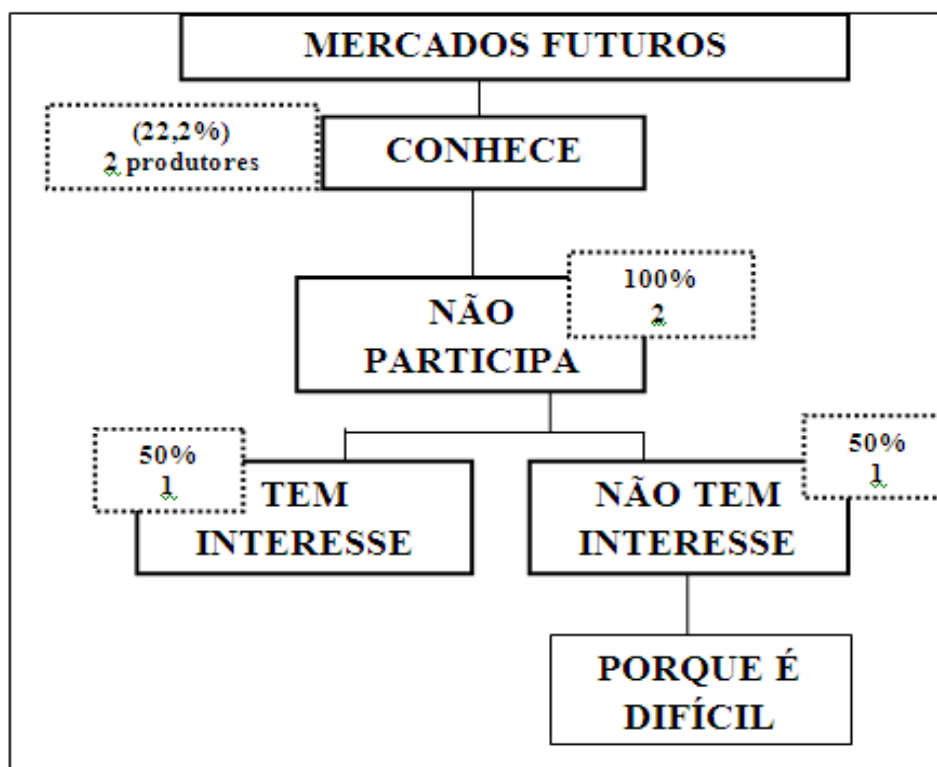 MERCADOS FUTUROS
(22,2%)
2 produtores
CONHECE
100%
2
NÃO
PARTICIPA
50%
1
TEM
INTERESSE
50%
1
NÃO TEM
INTERESSE
PORQUE É
DIFÍCIL